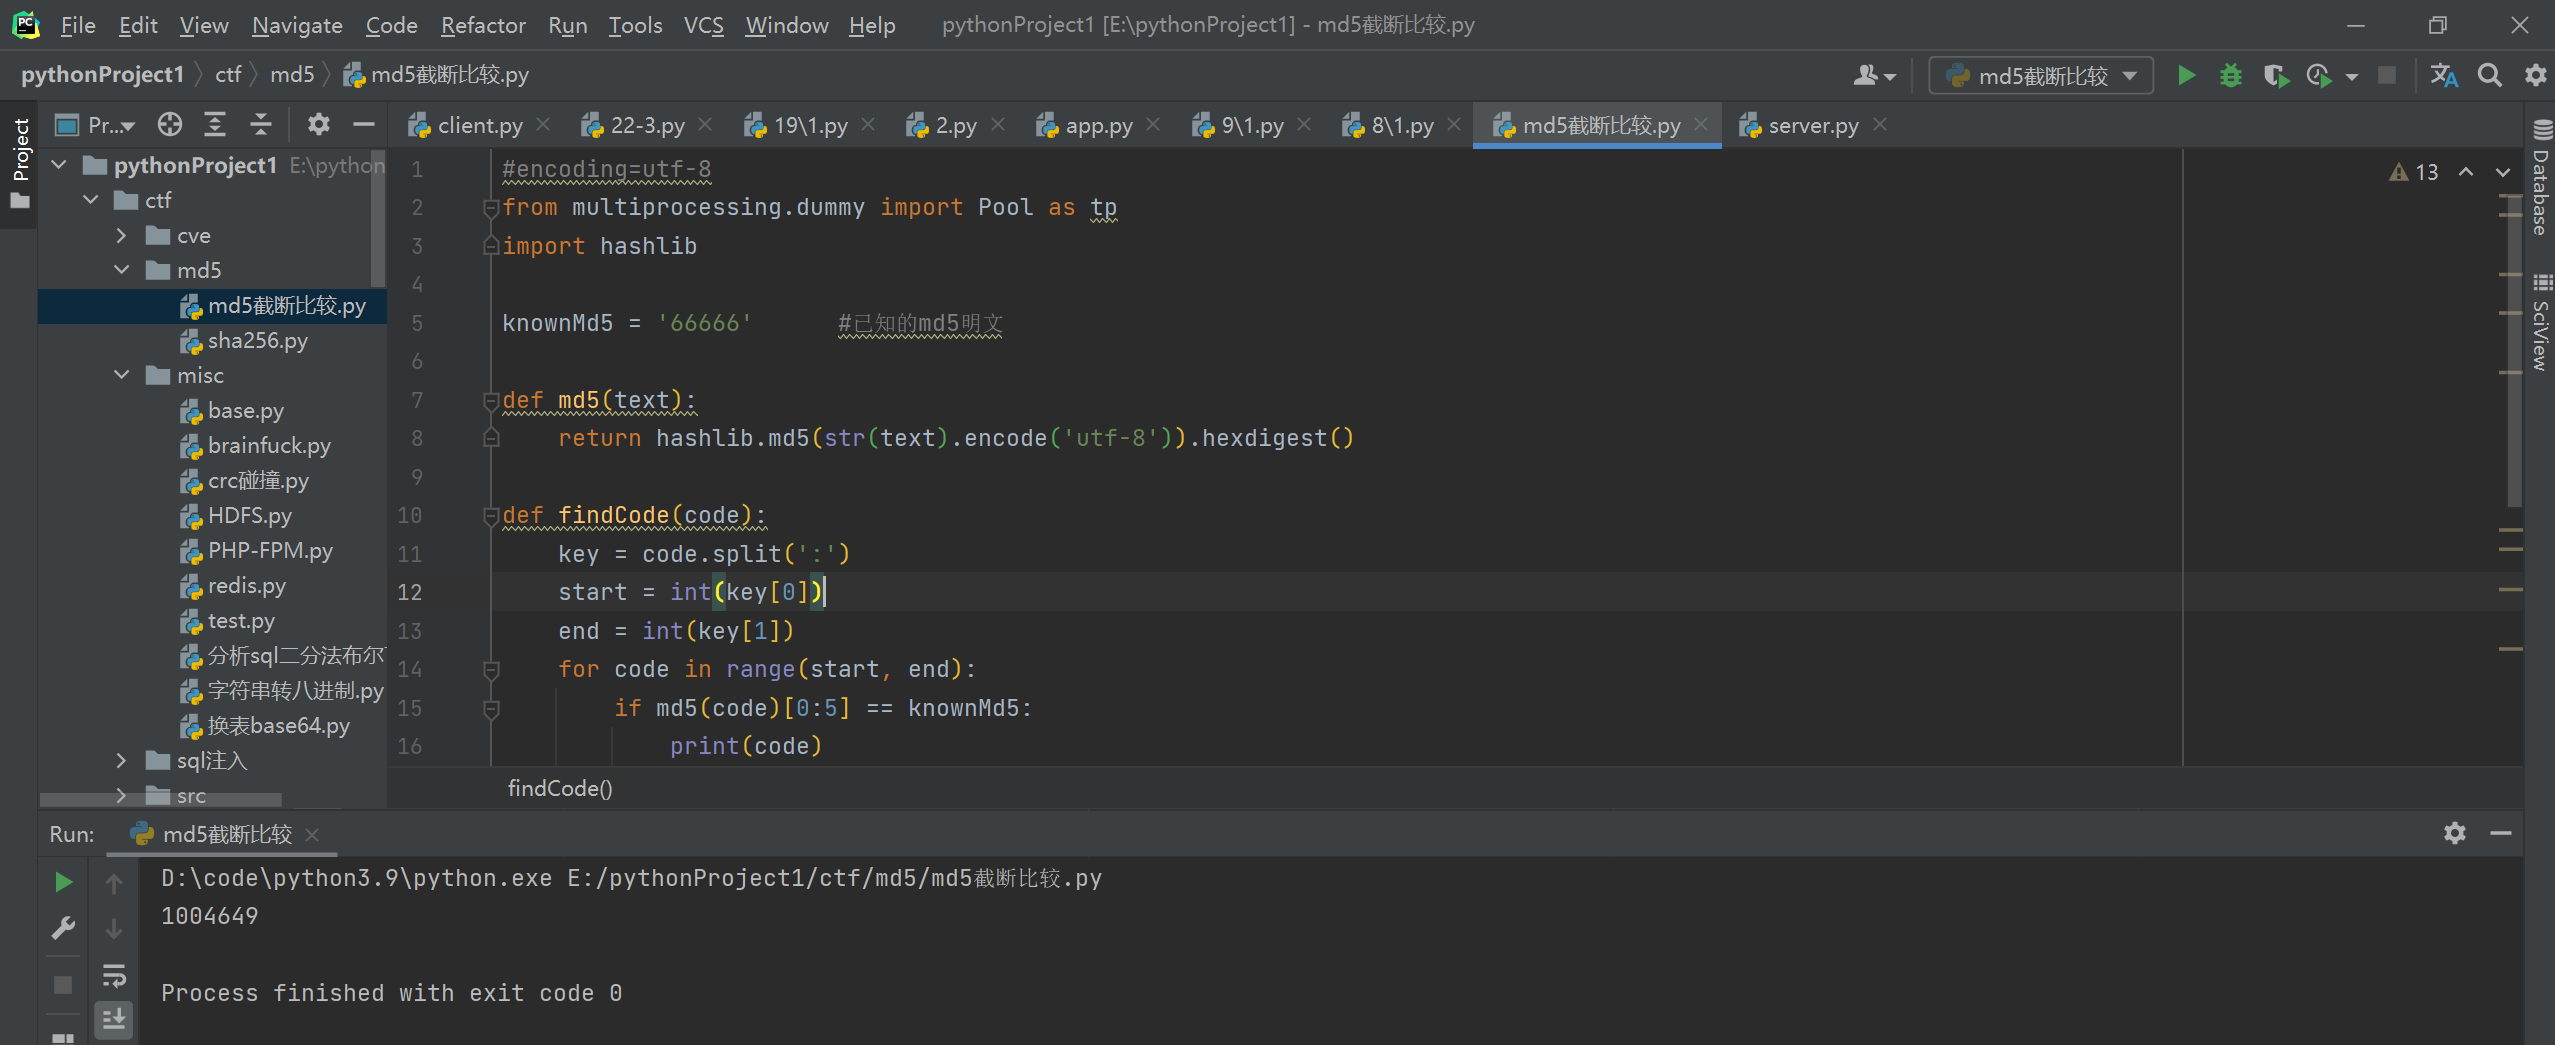 PC File Edit View Navigate Code Refactor Run Tools VCS Window Help pythonProject1 [E:\pythonProject1] - md5截断比较.py
pythonProject1 ctf md5 md5截断比较.py md5截断比较
Project
Pr... client.py 22-3.py 19\1.py 2.py app.py 9\1.py 8\1.py md5截断比较.py server.py
pythonProject1 E:\python
ctf
cve
md5
md5截断比较.py
sha256.py
misc
base.py
brainfuck.py
crc碰撞.py
HDFS.py
PHP-FPM.py
redis.py
test.py
分析sql二分法布尔
字符串转八进制.py
换表base64.py
sql注入
src
1 #encoding=utf-8
2 from multiprocessing.dummy import Pool as tp
3 import hashlib
4
5 knownMd5 = '66666'      #已知的md5明文
6
7 def md5(text):
8     return hashlib.md5(str(text).encode('utf-8')).hexdigest()
9
10 def findCode(code):
11     key = code.split(':')
12     start = int(key[0])
13     end = int(key[1])
14     for code in range(start, end):
15         if md5(code)[0:5] == knownMd5:
16             print(code)
13
findCode()
Database
SciView
Run: md5截断比较
D:\code\python3.9\python.exe E:/pythonProject1/ctf/md5/md5截断比较.py
1004649
Process finished with exit code 0